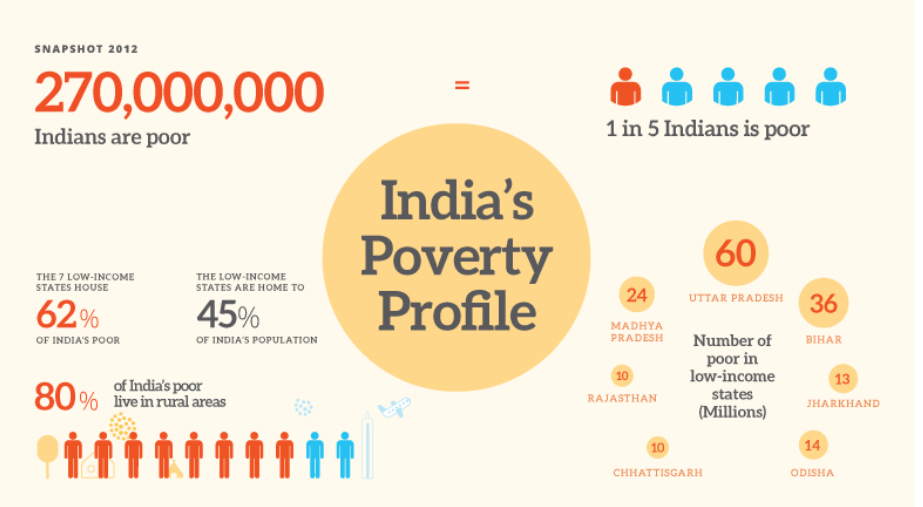 SNAPSHOT 2012
270,000,000
Indians are poor
=
1 in 5 Indians is poor
India's
Poverty
Profile
THE 7 LOW-INCOME
STATES HOUSE
62%
OF INDIA'S POOR
THE LOW-INCOME
STATES ARE HOME TO
45%
OF INDIA'S POPULATION
80%
of India's poor
live in rural areas
60
UTTAR PRADESH
24
MADHYA
PRADESH
36
BIHAR
Number of
poor in
low-income
states
(Millions)
10
RAJASTHAN
13
JHARKHAND
10
CHHATTISGARH
14
ODISHA